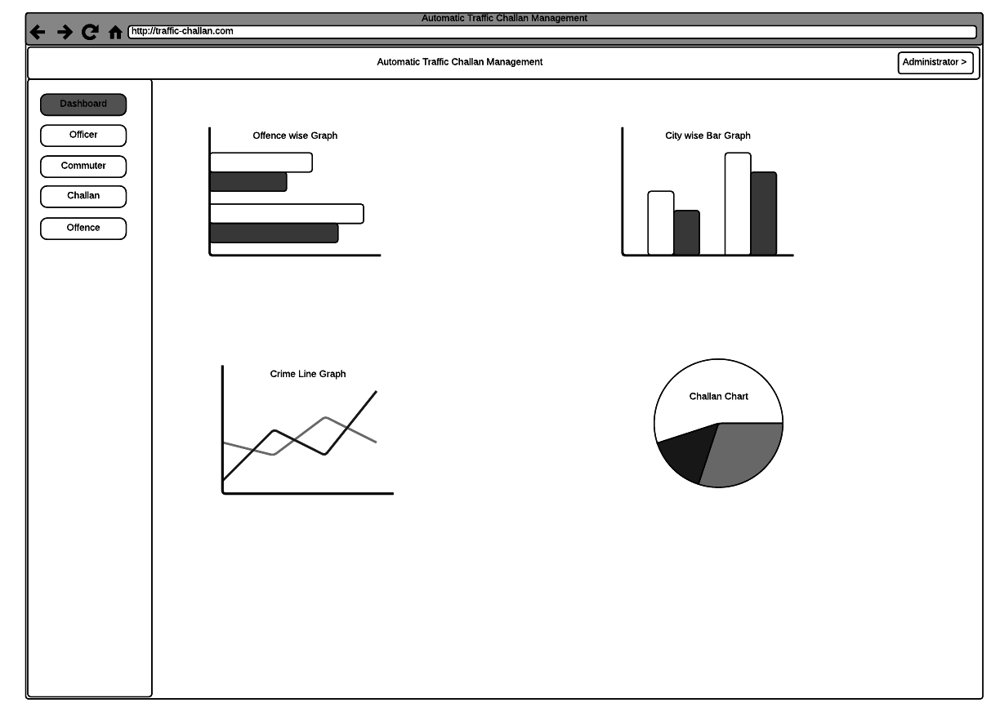 Automatic Traffic Challan Management
http://traffic-challan.com
Automatic Traffic Challan Management
Administrator >
Dashboard
Officer
Commuter
Challan
Offence
Offence wise Graph
City wise Bar Graph
Crime Line Graph
Challan Chart